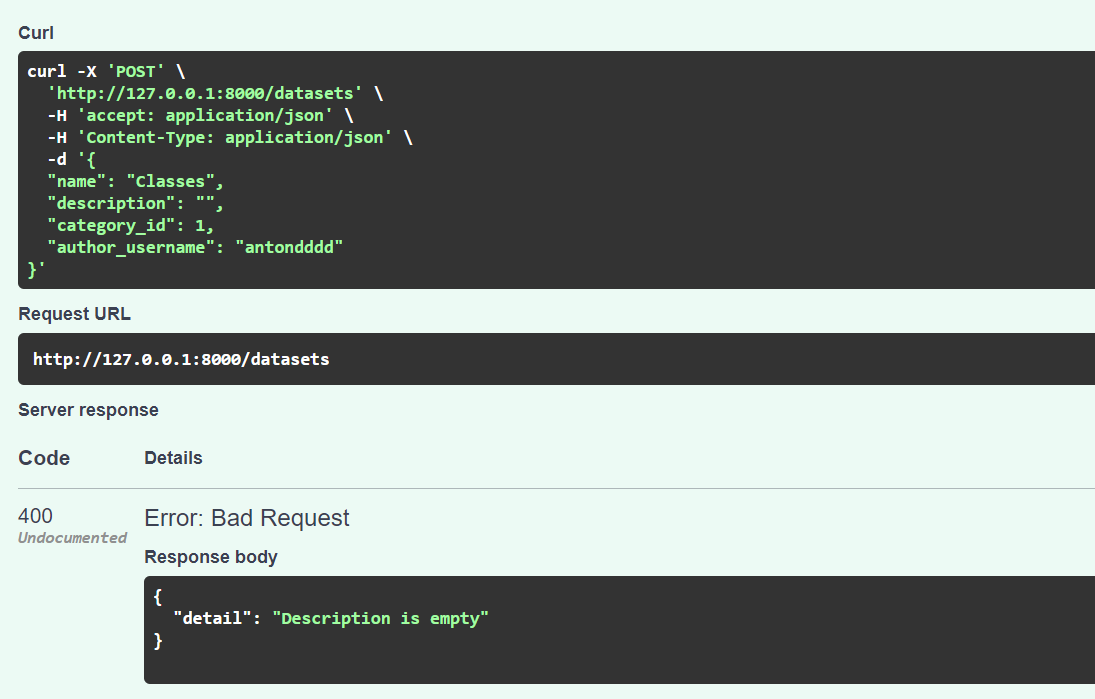 Curl
curl -X 'POST' \
  'http://127.0.0.1:8000/datasets' \
  -H 'accept: application/json' \
  -H 'Content-Type: application/json' \
  -d '{
  "name": "Classes",
  "description": "",
  "category_id": 1,
  "author_username": "antondddd"
}'
Request URL
http://127.0.0.1:8000/datasets
Server response
Code Details
400 Error: Bad Request
Undocumented
Response body
{
  "detail": "Description is empty"
}